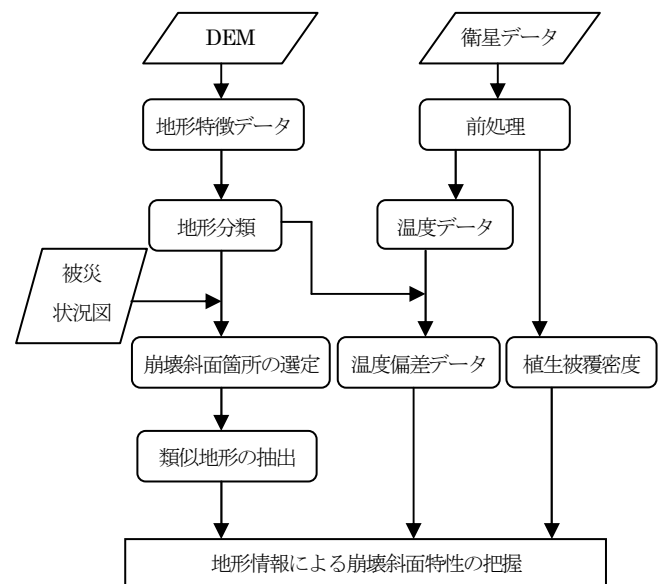 DEM
衛星データ
地形特徴データ
前処理
地形分類
温度データ
被災
状況図
崩壊斜面箇所の選定
温度偏差データ
植生被覆密度
類似地形の抽出
地形情報による崩壊斜面特性の把握